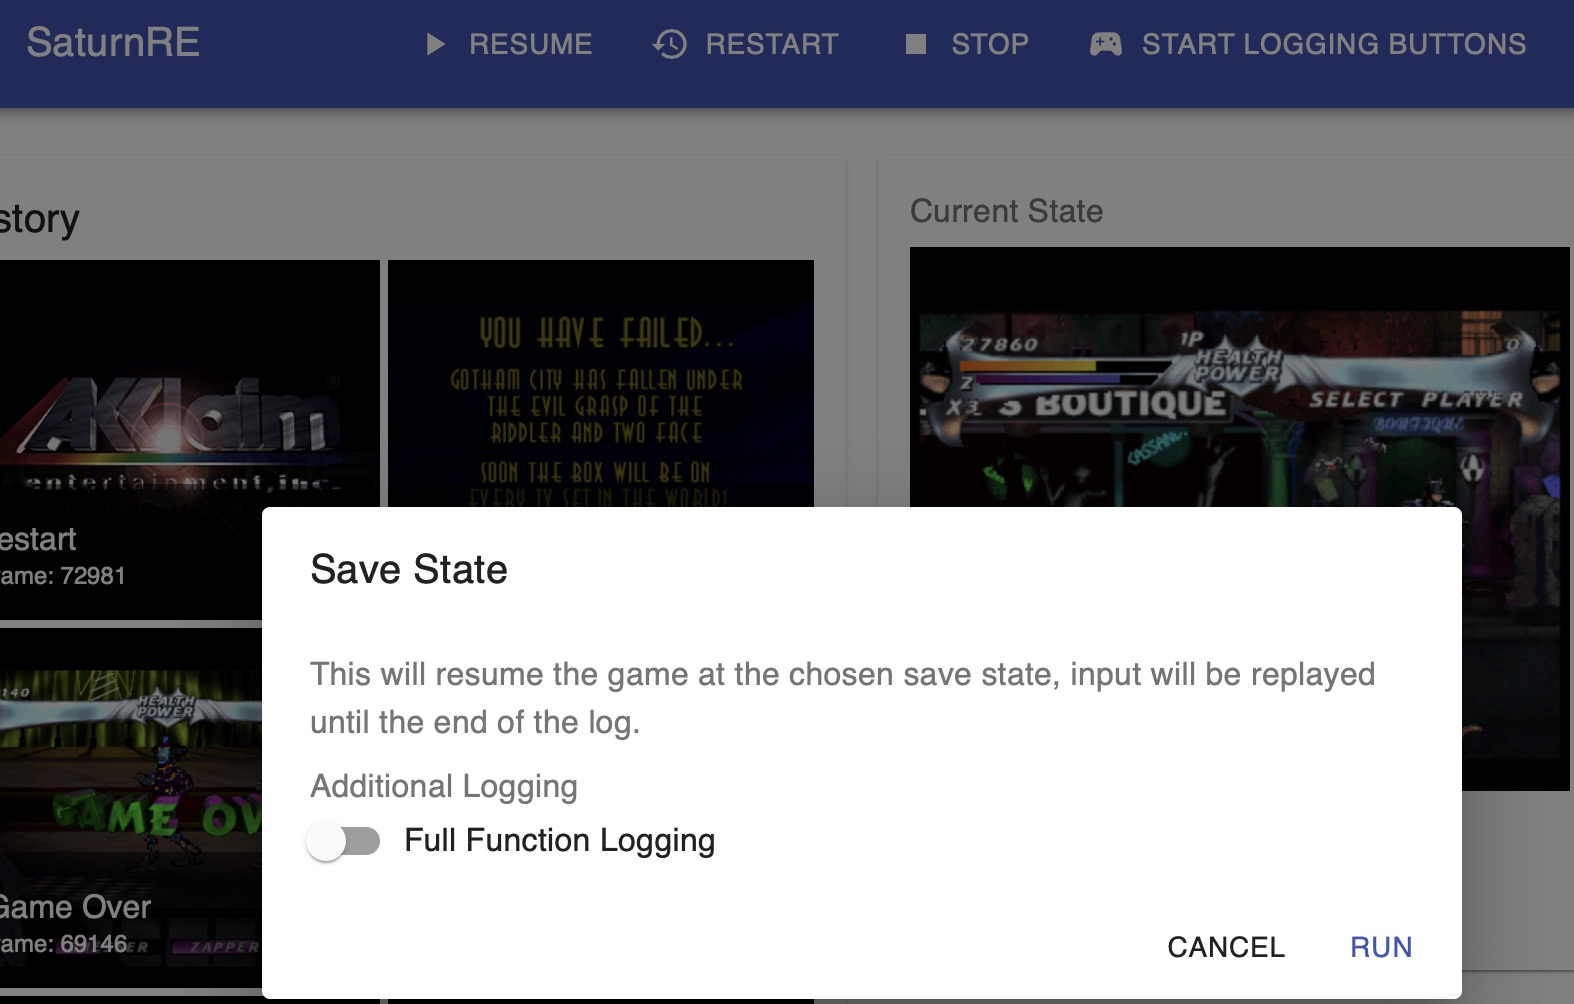 SaturnRE
RESUME
RESTART
STOP
START LOGGING BUTTONS
story
AKlaim
entertainment, inc.
estart
ame: 72981
YOU HAVE FAILED...
GOTHAM CITY HAS FALLEN UNDER
THE EVIL GRASP OF THE
RIDDLER AND TWO FACE
SOON THE BOX WILL BE ON
EVERY TV SET IN THE WORLD!
140
HEALTH
POWER
GAME OV
Game Over
ame: 69146
ZAPPER
Current State
27860
1P
HEALTH
POWER
0
Z
X3
S BOUTIQUE
SELECT PLAYER
BOUTIQUE
Save State
This will resume the game at the chosen save state, input will be replayed
until the end of the log.
Additional Logging
Full Function Logging
CANCEL
RUN